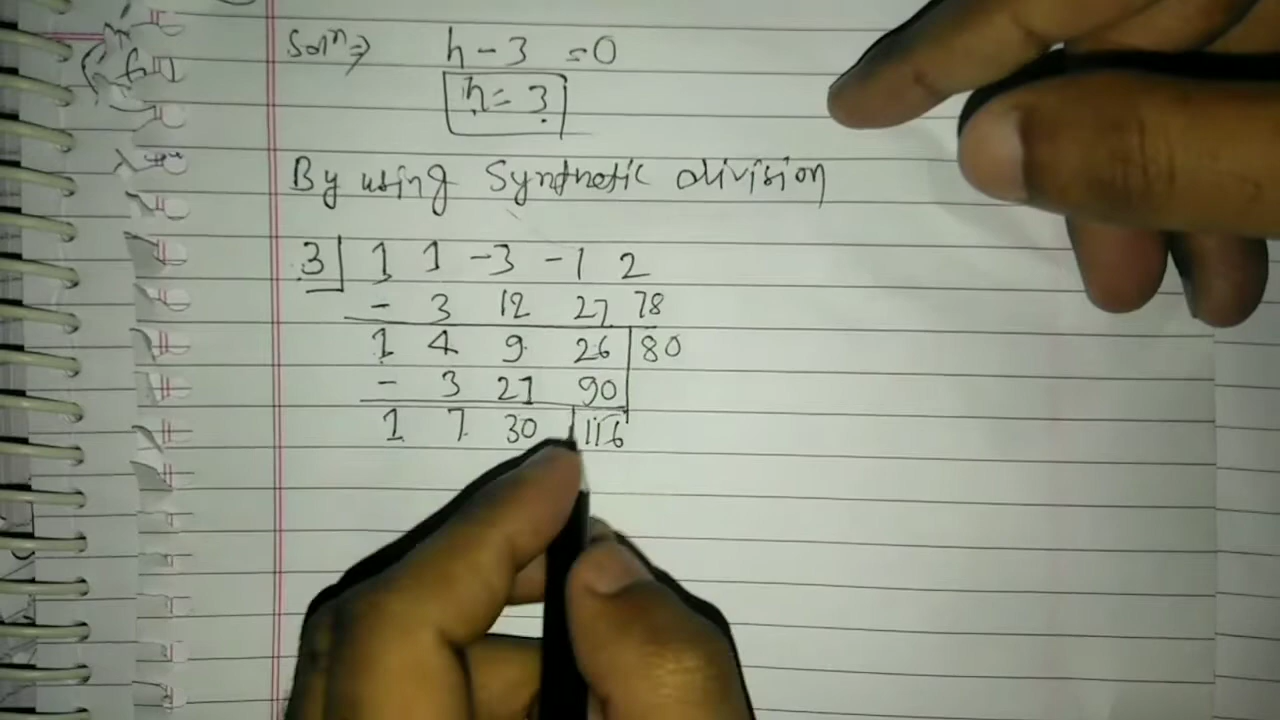 Solⁿ⇒ h - 3 = 0
h = 3
By using Synthetic division
3 1 1 -3 -1 2
- 3 12 27 78
1 4 9 26 80
- 3 21 90
1 7 30 116